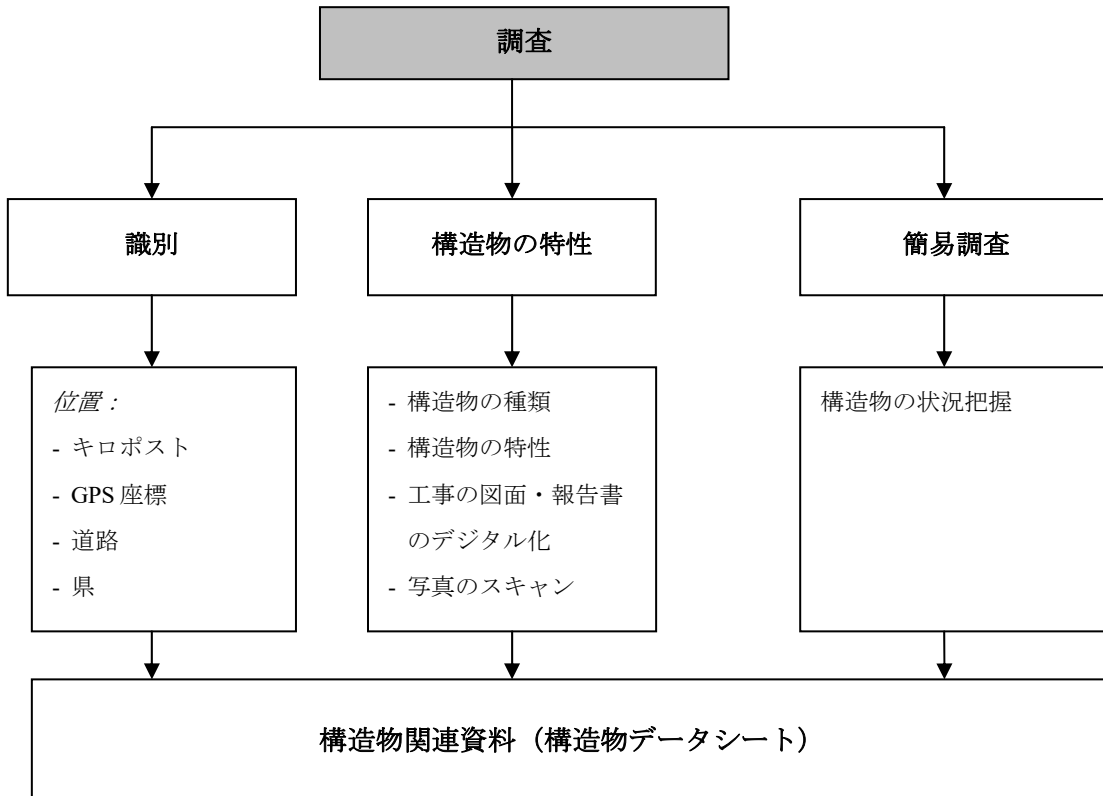 調査
識別
構造物の特性
簡易調査
位置：
- キロポスト
- GPS 座標
- 道路
- 県
- 構造物の種類
- 構造物の特性
- 工事の図面・報告書
のデジタル化
- 写真のスキャン
構造物の状況把握
構造物関連資料（構造物データシート）